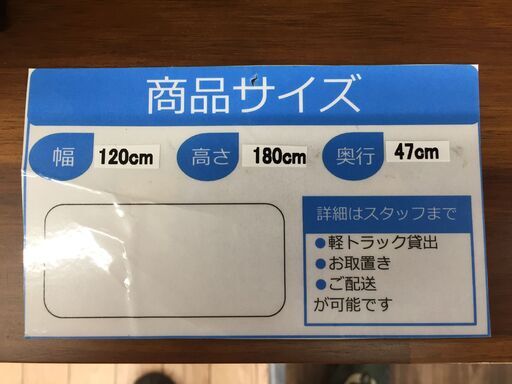 商品サイズ
幅 120cm 高さ 180cm 奥行 47cm
詳細はスタッフまで
●軽トラック貸出
●お取置き
●ご配送
が可能です